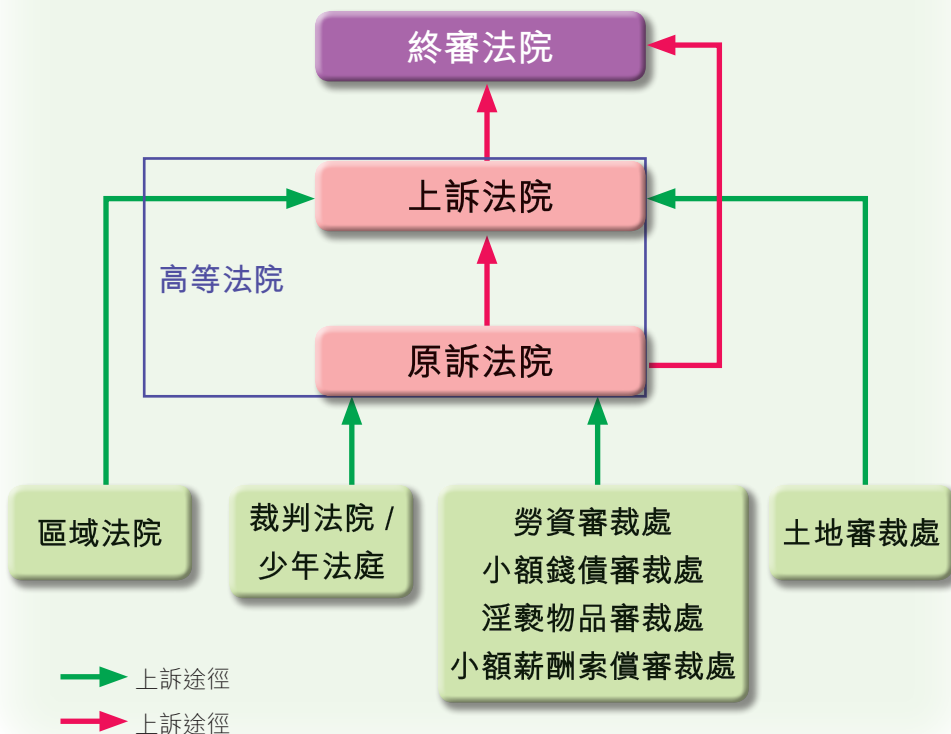 終審法院
上訴法院
高等法院
原訴法院
區域法院
裁判法院 /
少年法庭
勞資審裁處
小額錢債審裁處
淫褻物品審裁處
小額薪酬索償審裁處
土地審裁處
上訴途徑
上訴途徑